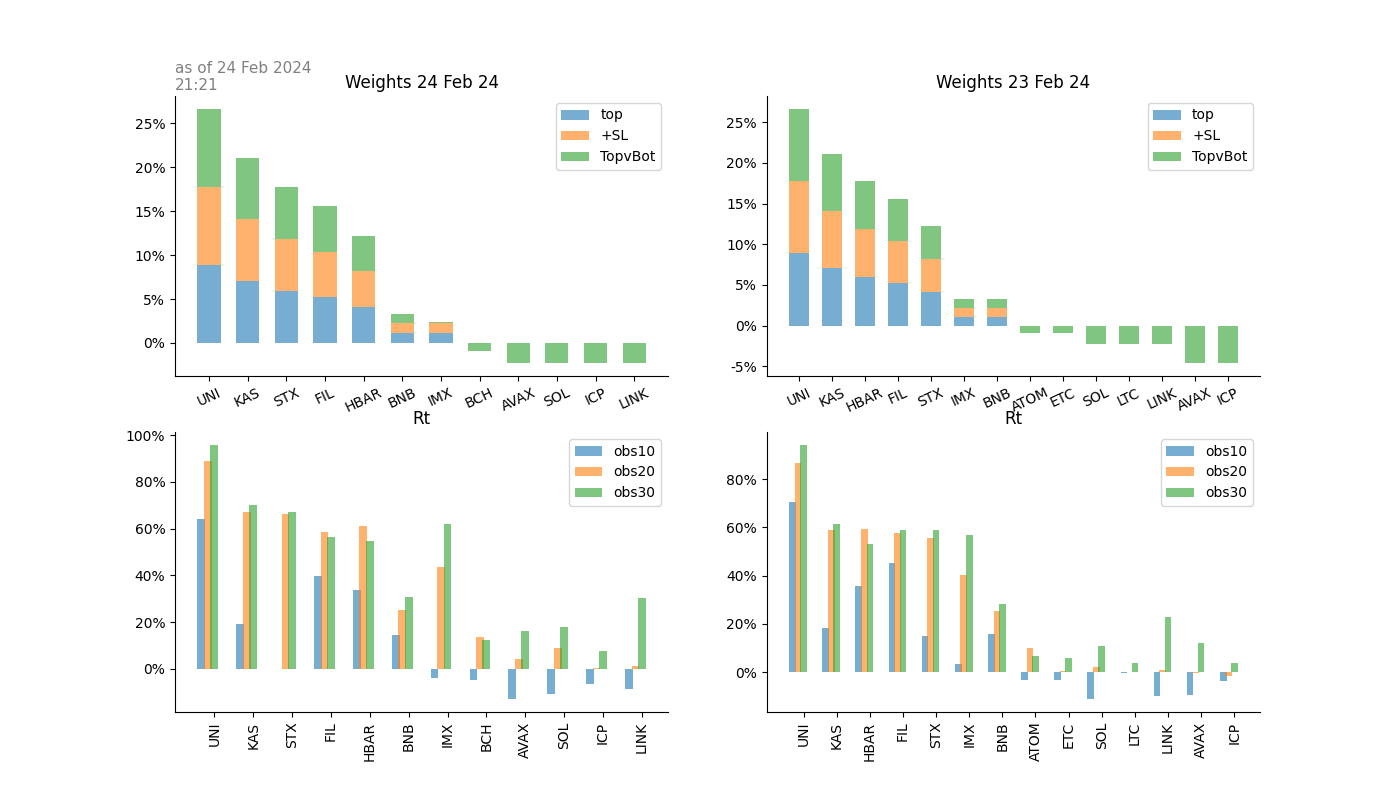 as of 24 Feb 2024
21:21
Weights 24 Feb 24
25%
20%
15%
10%
5%
0%
top
+SL
TopvBot
UNI KAS STX FIL HBAR BNB IMX BCH AVAX SOL ICP LINK
Weights 23 Feb 24
25%
20%
15%
10%
5%
0%
-5%
top
+SL
TopvBot
UNI KAS HBAR FIL STX IMX BNB ATOM ETC SOL LTC LINK AVAX ICP
Rt
100%
80%
60%
40%
20%
0%
obs10
obs20
obs30
UNI KAS STX FIL HBAR BNB IMX BCH AVAX SOL ICP LINK
Rt
80%
60%
40%
20%
0%
obs10
obs20
obs30
UNI KAS HBAR FIL STX IMX BNB ATOM ETC SOL LTC LINK AVAX ICP